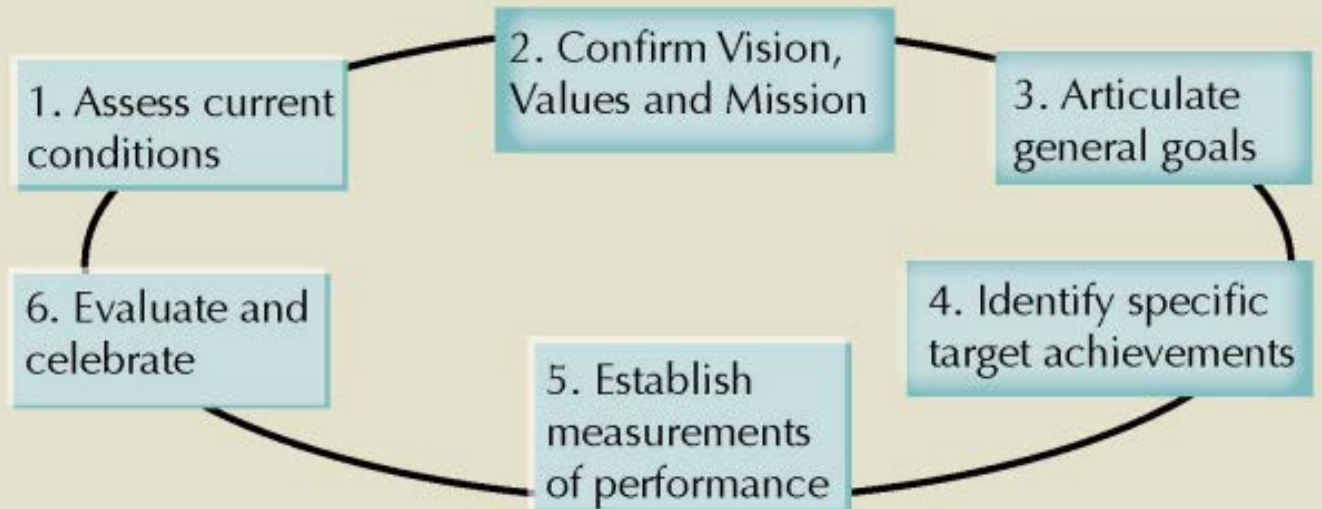 1. Assess current
conditions
2. Confirm Vision,
Values and Mission
3. Articulate
general goals
4. Identify specific
target achievements
5. Establish
measurements
of performance
6. Evaluate and
celebrate